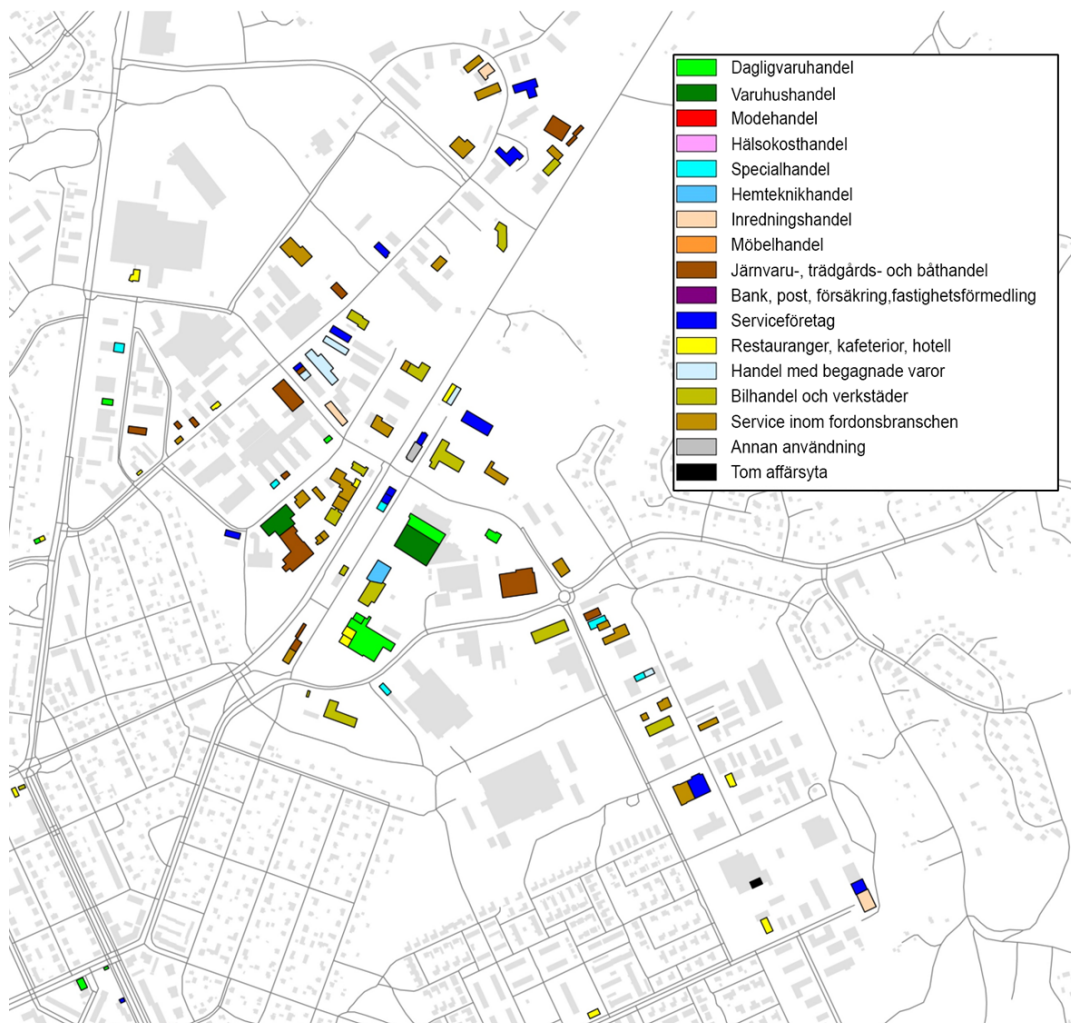 Dagligvaruhandel
Varuhushandel
Modehandel
Hälsokosthandel
Specialhandel
Hemteknikhandel
Inredningshandel
Möbelhandel
Järnvaru-, trädgårds- och båthandel
Bank, post, försäkring,fastighetsförmedling
Serviceföretag
Restauranger, kafeterior, hotell
Handel med begagnade varor
Bilhandel och verkstäder
Service inom fordonsbranschen
Annan användning
Tom affärsyta